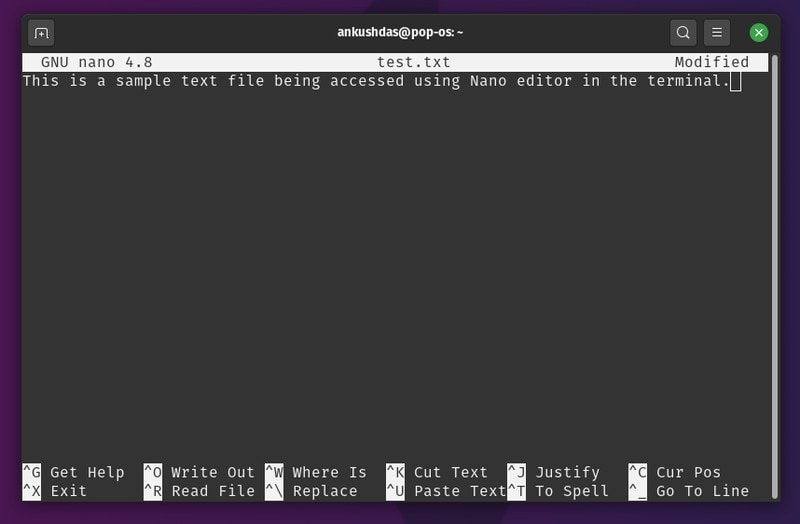 ankushdas@pop-os: ~
GNU nano 4.8 test.txt Modified
This is a sample text file being accessed using Nano editor in the terminal.
^G Get Help ^O Write Out ^W Where Is ^K Cut Text ^J Justify ^C Cur Pos
^X Exit ^R Read File ^\ Replace ^U Paste Text ^T To Spell ^_ Go To Line